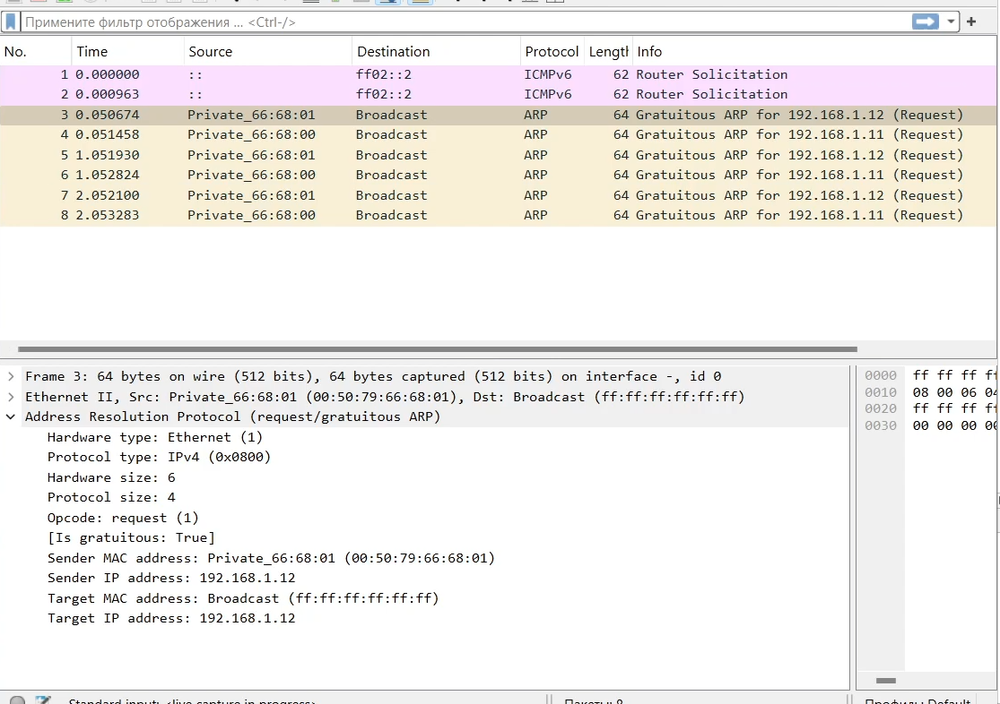 Примените фильтр отображения ... <Ctrl-/>
No. Time Source Destination Protocol Length Info
1 0.000000 :: ff02::2 ICMPv6 62 Router Solicitation
2 0.000963 :: ff02::2 ICMPv6 62 Router Solicitation
3 0.050674 Private_66:68:01 Broadcast ARP 64 Gratuitous ARP for 192.168.1.12 (Request)
4 0.051458 Private_66:68:00 Broadcast ARP 64 Gratuitous ARP for 192.168.1.11 (Request)
5 1.051930 Private_66:68:01 Broadcast ARP 64 Gratuitous ARP for 192.168.1.12 (Request)
6 1.052824 Private_66:68:00 Broadcast ARP 64 Gratuitous ARP for 192.168.1.11 (Request)
7 2.052100 Private_66:68:01 Broadcast ARP 64 Gratuitous ARP for 192.168.1.12 (Request)
8 2.053283 Private_66:68:00 Broadcast ARP 64 Gratuitous ARP for 192.168.1.11 (Request)
Frame 3: 64 bytes on wire (512 bits), 64 bytes captured (512 bits) on interface -, id 0
Ethernet II, Src: Private_66:68:01 (00:50:79:66:68:01), Dst: Broadcast (ff:ff:ff:ff:ff:ff)
Address Resolution Protocol (request/gratuitous ARP)
Hardware type: Ethernet (1)
Protocol type: IPv4 (0x0800)
Hardware size: 6
Protocol size: 4
Opcode: request (1)
[Is gratuitous: True]
Sender MAC address: Private_66:68:01 (00:50:79:66:68:01)
Sender IP address: 192.168.1.12
Target MAC address: Broadcast (ff:ff:ff:ff:ff:ff)
Target IP address: 192.168.1.12
0000 ff ff ff ff
0010 08 00 06 04
0020 ff ff ff ff
0030 00 00 00 00
Standard input: <live capture in progress> Пакеты: 8 Профиль: Default